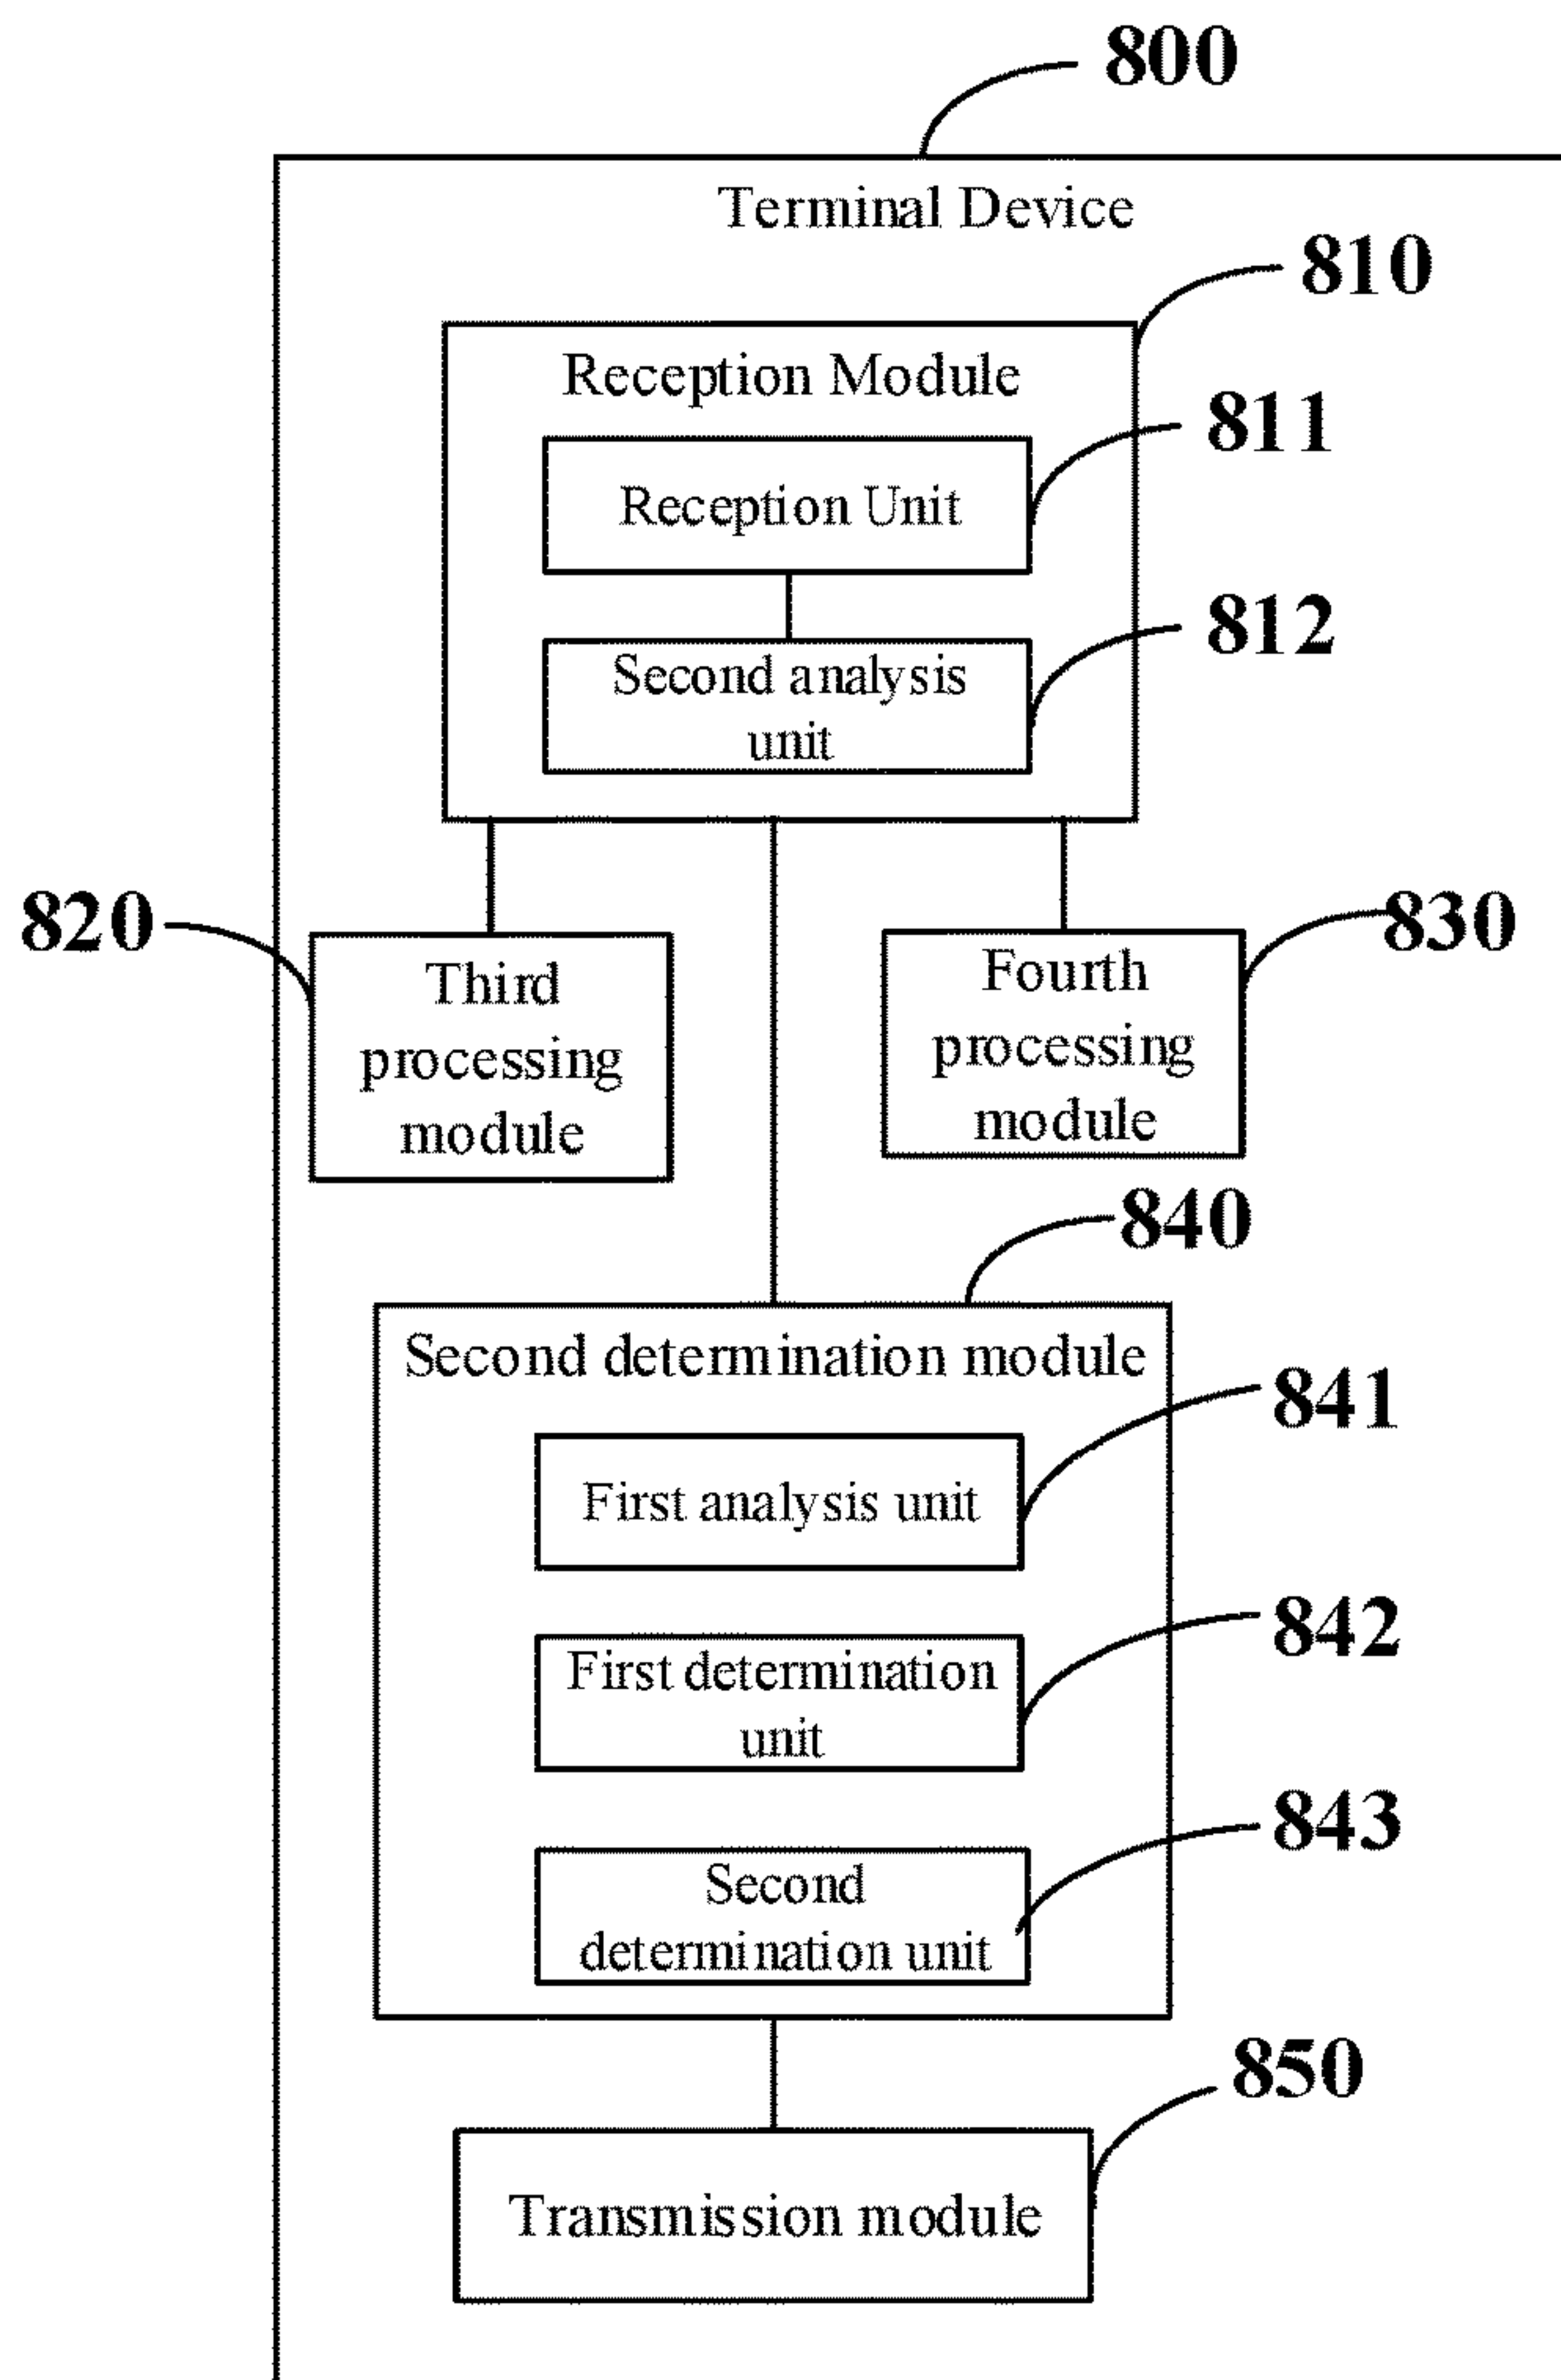 800
Terminal Device
810
Reception Module
811
Reception Unit
812
Second analysis
unit
820
830
Third
processing
module
Fourth
processing
module
840
Second determination module
841
First analysis unit
842
First determination
unit
843
Second
determination unit
850
Transmission module